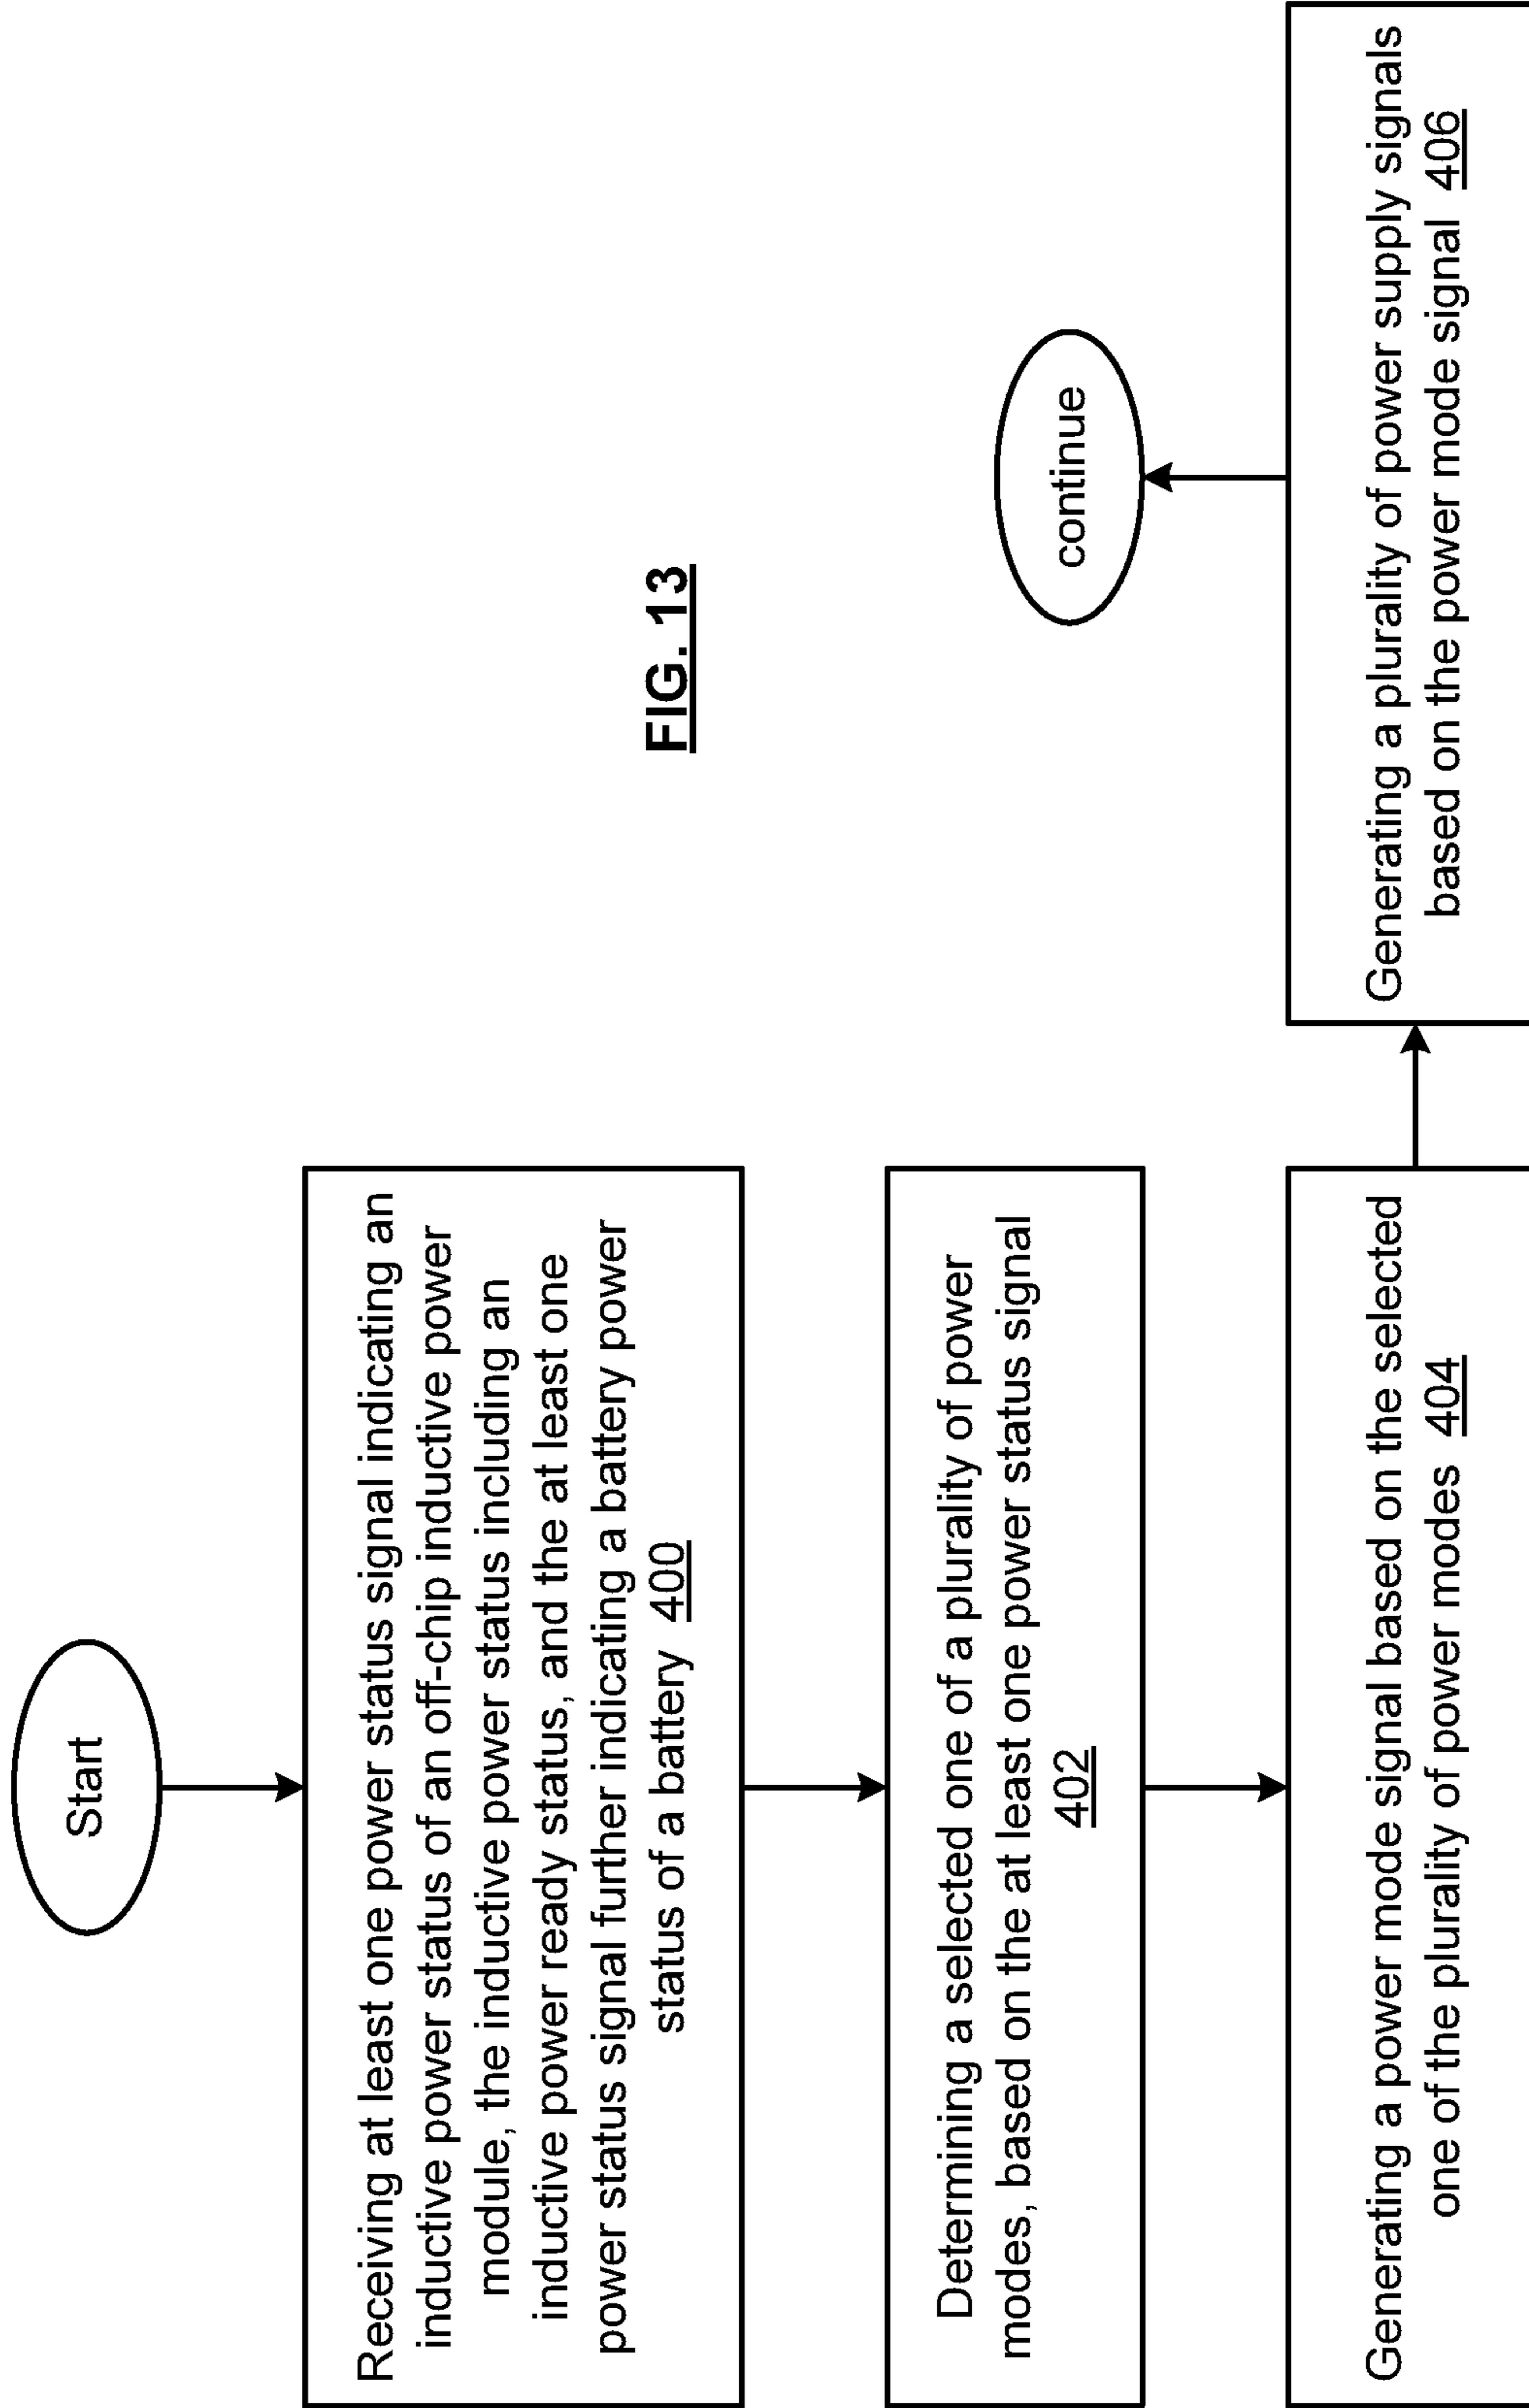 Start
Receiving at least one power status signal indicating an
inductive power status of an off-chip inductive power
module, the inductive power status including an
inductive power ready status, and the at least one
power status signal further indicating a battery power
status of a battery 400
Determining a selected one of a plurality of power
modes, based on the at least one power status signal
402
Generating a power mode signal based on the selected
one of the plurality of power modes 404
Generating a plurality of power supply signals
based on the power mode signal 406
continue
FIG. 13